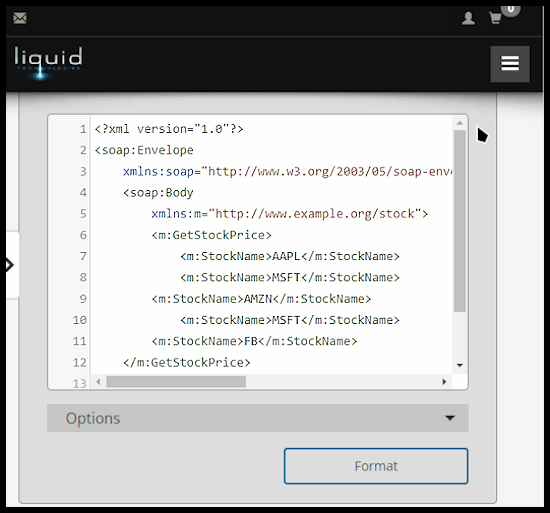 0
liquid
TECHNOLOGIES
1 <?xml version="1.0"?>
2 <soap:Envelope
3 xmlns:soap="http://www.w3.org/2003/05/soap-enve
4 <soap:Body
5 xmlns:m="http://www.example.org/stock">
6 <m:GetStockPrice>
7 <m:StockName>AAPL</m:StockName>
8 <m:StockName>MSFT</m:StockName>
9 <m:StockName>AMZN</m:StockName>
10 <m:StockName>MSFT</m:StockName>
11 <m:StockName>FB</m:StockName>
12 </m:GetStockPrice>
13
Options
Format